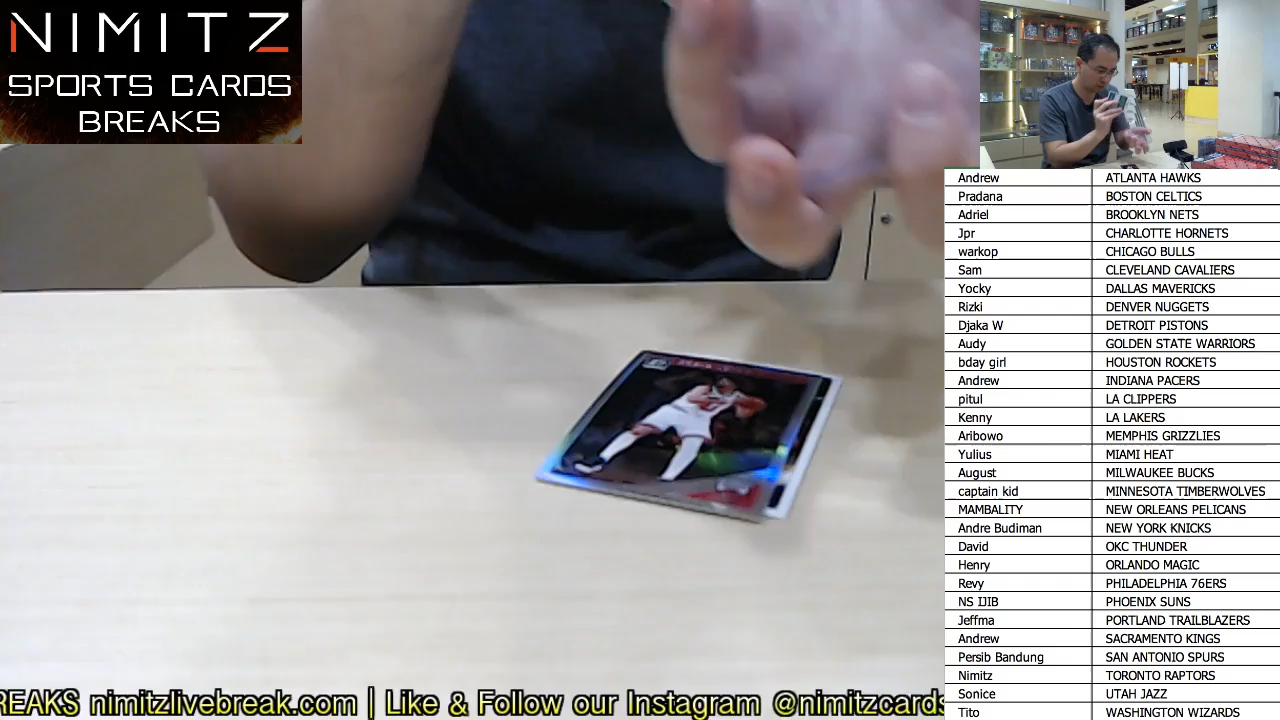 NIMITZ
SPORTS CARDS
BREAKS
Andrew ATLANTA HAWKS
Pradana BOSTON CELTICS
Adriel BROOKLYN NETS
Jpr CHARLOTTE HORNETS
warkop CHICAGO BULLS
Sam CLEVELAND CAVALIERS
Yocky DALLAS MAVERICKS
Rizki DENVER NUGGETS
Djaka W DETROIT PISTONS
Audy GOLDEN STATE WARRIORS
bday girl HOUSTON ROCKETS
Andrew INDIANA PACERS
pitul LA CLIPPERS
Kenny LA LAKERS
Aribowo MEMPHIS GRIZZLIES
Yulius MIAMI HEAT
August MILWAUKEE BUCKS
captain kid MINNESOTA TIMBERWOLVES
MAMBALITY NEW ORLEANS PELICANS
Andre Budiman NEW YORK KNICKS
David OKC THUNDER
Henry ORLANDO MAGIC
Revy PHILADELPHIA 76ERS
NS IJIB PHOENIX SUNS
Jeffma PORTLAND TRAILBLAZERS
Andrew SACRAMENTO KINGS
Persib Bandung SAN ANTONIO SPURS
Nimitz TORONTO RAPTORS
Sonice UTAH JAZZ
Tito WASHINGTON WIZARDS
REAKS nimitzlivebreak.com | Like & Follow our Instagram @nimitzcards